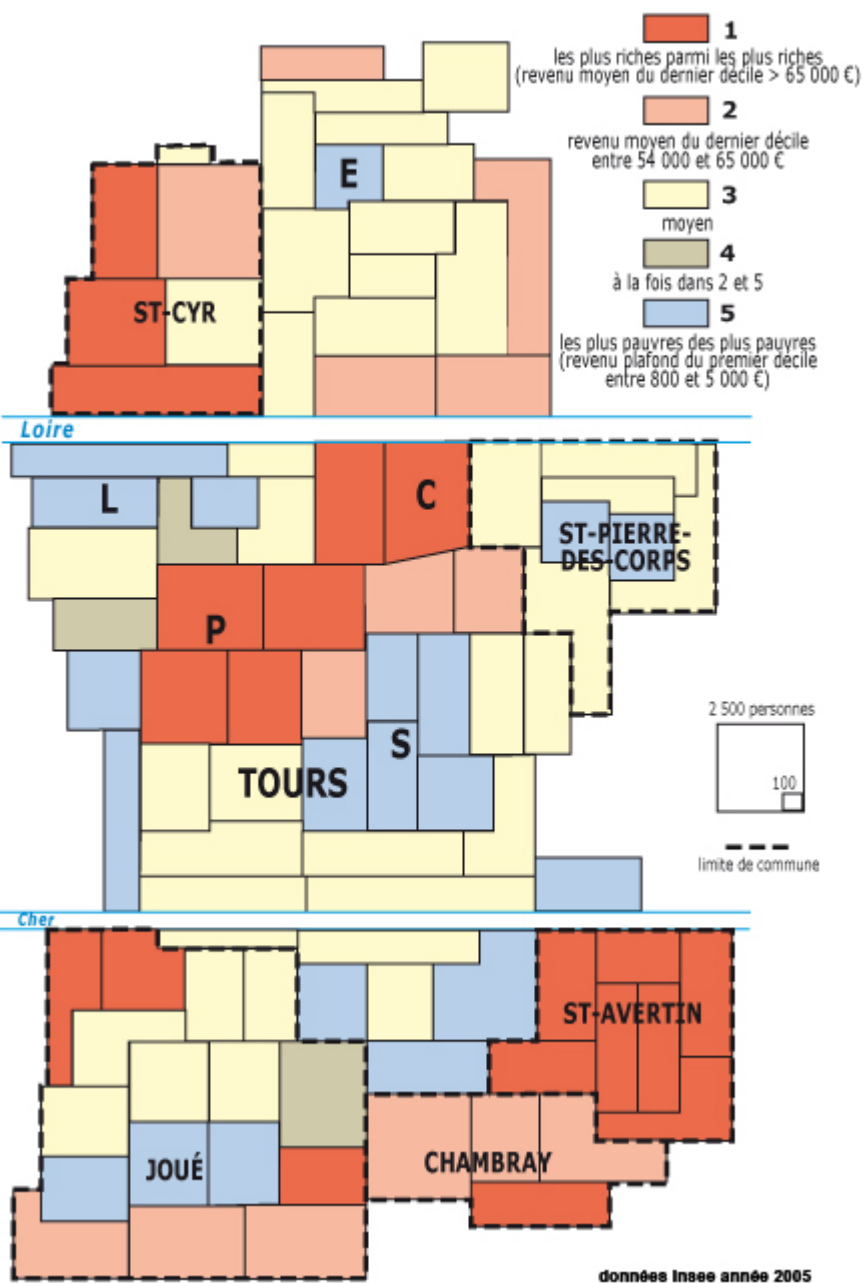 1
les plus riches parmi les plus riches
(revenu moyen du dernier décile > 65 000 €)
2
revenu moyen du dernier décile
entre 54 000 et 65 000 €
3
moyen
4
à la fois dans 2 et 5
5
les plus pauvres des plus pauvres
(revenu plafond du premier décile
entre 800 et 5 000 €)
E
ST-CYR
Loire
L
C
ST-PIERRE-
DES-CORPS
P
S
TOURS
2 500 personnes
100
limite de commune
Cher
ST-AVERTIN
JOUÉ
CHAMBRAY
données Insee année 2005